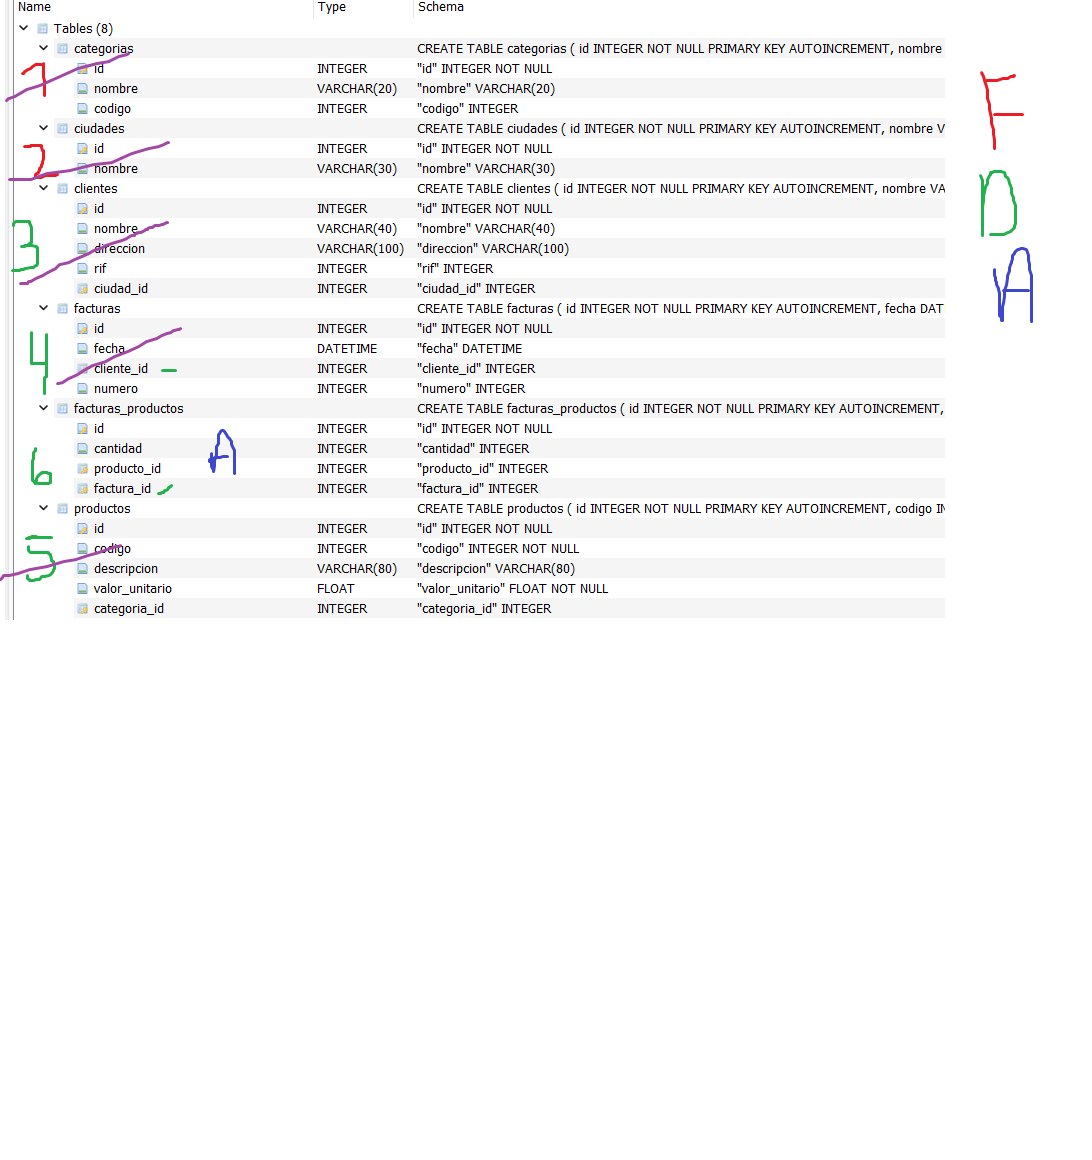 Name Type Schema
Tables (8)
categorias CREATE TABLE categorias ( id INTEGER NOT NULL PRIMARY KEY AUTOINCREMENT, nombre
1 id INTEGER "id" INTEGER NOT NULL F
nombre VARCHAR(20) "nombre" VARCHAR(20)
codigo INTEGER "codigo" INTEGER
ciudades CREATE TABLE ciudades ( id INTEGER NOT NULL PRIMARY KEY AUTOINCREMENT, nombre V
2 id INTEGER "id" INTEGER NOT NULL
nombre VARCHAR(30) "nombre" VARCHAR(30)
clientes CREATE TABLE clientes ( id INTEGER NOT NULL PRIMARY KEY AUTOINCREMENT, nombre VA
id INTEGER "id" INTEGER NOT NULL D
nombre VARCHAR(40) "nombre" VARCHAR(40)
3 direccion VARCHAR(100) "direccion" VARCHAR(100)
rif INTEGER "rif" INTEGER
ciudad_id INTEGER "ciudad_id" INTEGER A
facturas CREATE TABLE facturas ( id INTEGER NOT NULL PRIMARY KEY AUTOINCREMENT, fecha DAT
id INTEGER "id" INTEGER NOT NULL
fecha DATETIME "fecha" DATETIME
4 cliente_id INTEGER "cliente_id" INTEGER
numero INTEGER "numero" INTEGER
facturas_productos CREATE TABLE facturas_productos ( id INTEGER NOT NULL PRIMARY KEY AUTOINCREMENT,
id INTEGER "id" INTEGER NOT NULL
cantidad A INTEGER "cantidad" INTEGER
6 producto_id INTEGER "producto_id" INTEGER
factura_id INTEGER "factura_id" INTEGER
productos CREATE TABLE productos ( id INTEGER NOT NULL PRIMARY KEY AUTOINCREMENT, codigo IN
id INTEGER "id" INTEGER NOT NULL
5 codigo INTEGER "codigo" INTEGER NOT NULL
descripcion VARCHAR(80) "descripcion" VARCHAR(80)
valor_unitario FLOAT "valor_unitario" FLOAT NOT NULL
categoria_id INTEGER "categoria_id" INTEGER